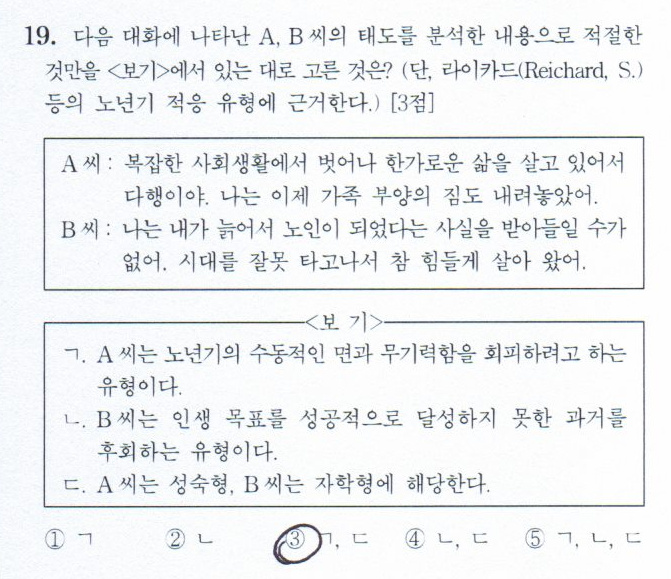 19. 다음 대화에 나타난 A, B 씨의 태도를 분석한 내용으로 적절한
것만을 <보기>에서 있는 대로 고른 것은? (단, 라이카드(Reichard, S.)
등의 노년기 적응 유형에 근거한다.) [3점]
A 씨 : 복잡한 사회생활에서 벗어나 한가로운 삶을 살고 있어서
다행이야. 나는 이제 가족 부양의 짐도 내려놓았어.
B 씨 : 나는 내가 늙어서 노인이 되었다는 사실을 받아들일 수가
없어. 시대를 잘못 타고나서 참 힘들게 살아 왔어.
<보 기>
ㄱ. A 씨는 노년기의 수동적인 면과 무기력함을 회피하려고 하는
유형이다.
ㄴ. B 씨는 인생 목표를 성공적으로 달성하지 못한 과거를
후회하는 유형이다.
ㄷ. A 씨는 성숙형, B 씨는 자학형에 해당한다.
① ㄱ ② ㄴ ③ ㄱ, ㄷ ④ ㄴ, ㄷ ⑤ ㄱ, ㄴ, ㄷ